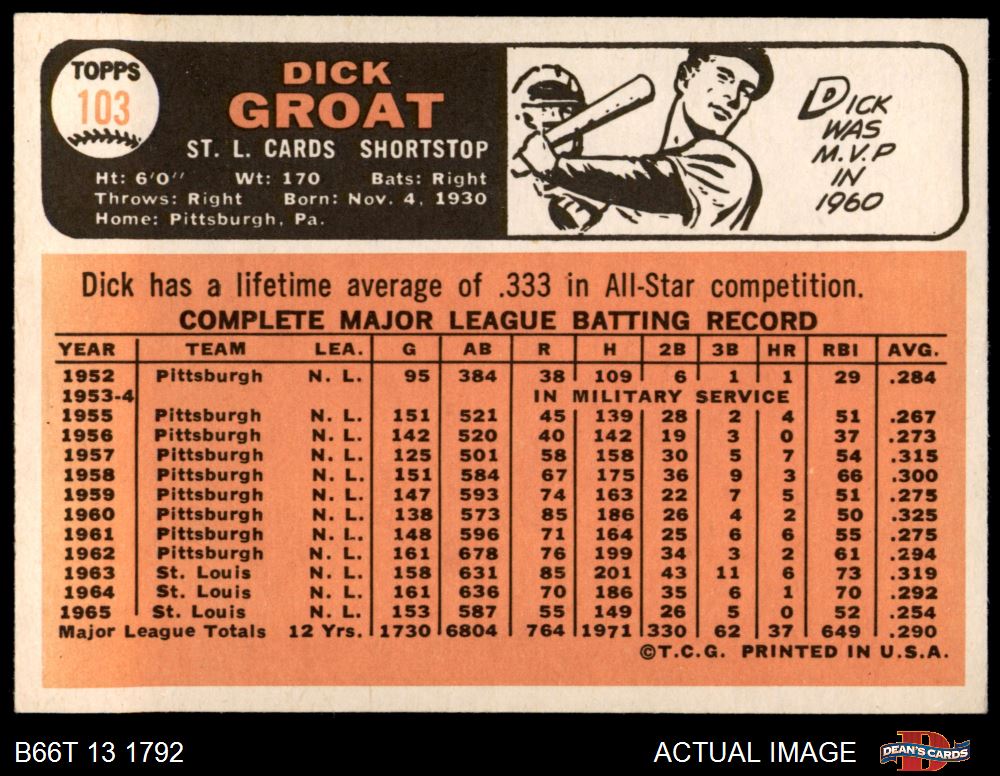 TOPPS
103
DICK
GROAT
ST. L. CARDS SHORTSTOP
Ht: 6'0" Wt: 170 Bats: Right
Throws: Right Born: Nov. 4, 1930
Home: Pittsburgh, Pa.
DICK
WAS
M.V.P
IN
1960
Dick has a lifetime average of .333 in All-Star competition.
COMPLETE MAJOR LEAGUE BATTING RECORD
YEAR TEAM LEA. G AB R H 2B 3B HR RBI AVG.
1952 Pittsburgh N. L. 95 384 38 109 6 1 1 29 .284
1953-4 IN MILITARY SERVICE
1955 Pittsburgh N. L. 151 521 45 139 28 2 4 51 .267
1956 Pittsburgh N. L. 142 520 40 142 19 3 0 37 .273
1957 Pittsburgh N. L. 125 501 58 158 30 5 7 54 .315
1958 Pittsburgh N. L. 151 584 67 175 36 9 3 66 .300
1959 Pittsburgh N. L. 147 593 74 163 22 7 5 51 .275
1960 Pittsburgh N. L. 138 573 85 186 26 4 2 50 .325
1961 Pittsburgh N. L. 148 596 71 164 25 6 6 55 .275
1962 Pittsburgh N. L. 161 678 76 199 34 3 2 61 .294
1963 St. Louis N. L. 158 631 85 201 43 11 6 73 .319
1964 St. Louis N. L. 161 636 70 186 35 6 1 70 .292
1965 St. Louis N. L. 153 587 55 149 26 5 0 52 .254
Major League Totals 12 Yrs. 1730 6804 764 1971 330 62 37 649 .290
©T.C.G. PRINTED IN U.S.A.
B66T 13 1792 ACTUAL IMAGE DEAN'S CARDS